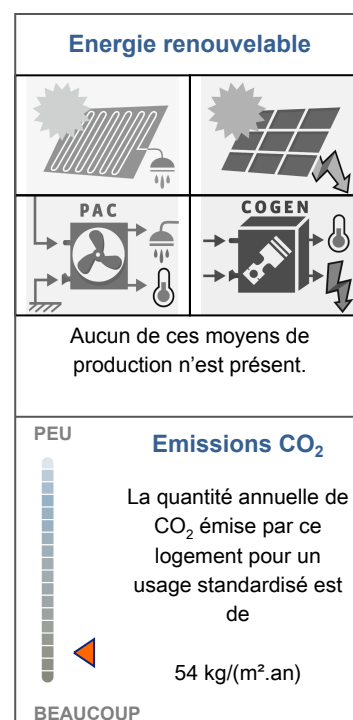 Energie renouvelable
PAC
COGEN
Aucun de ces moyens de
production n’est présent.
PEU
Emissions CO₂
La quantité annuelle de
CO₂ émise par ce
logement pour un
usage standardisé est
de
54 kg/(m².an)
BEAUCOUP